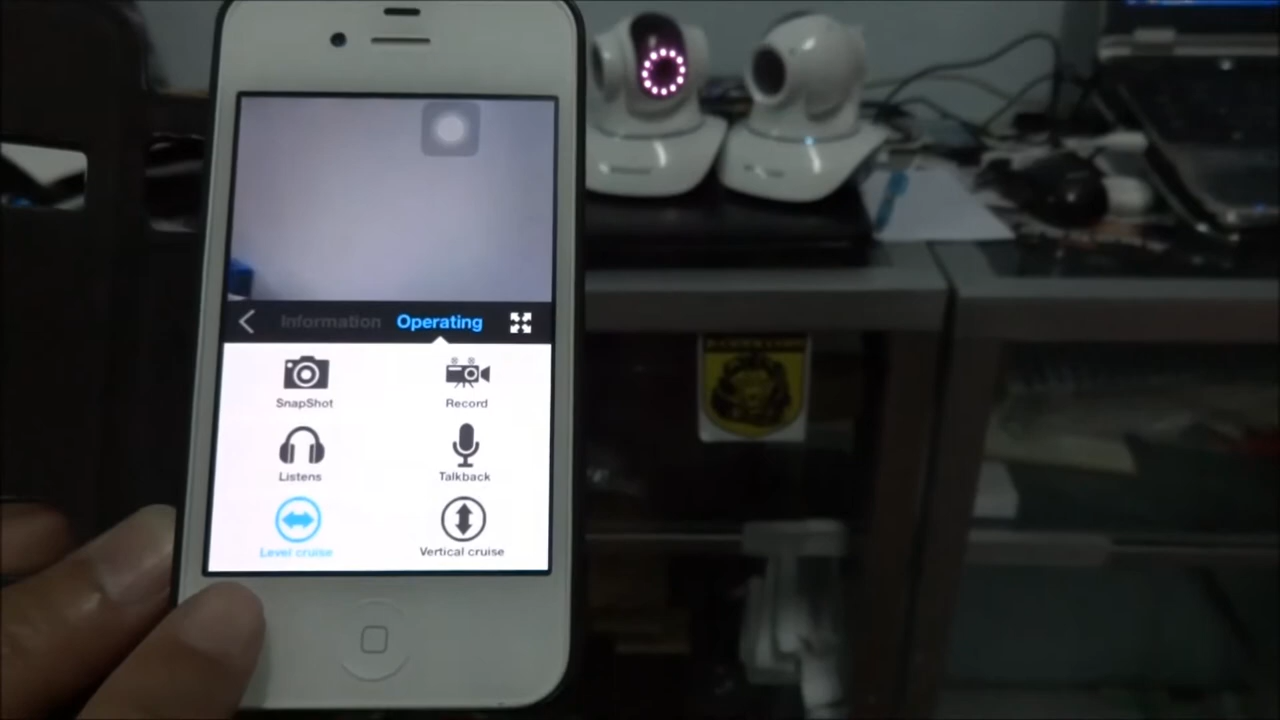 Information Operating
SnapShot Record
Listens Talkback
Level cruise Vertical cruise